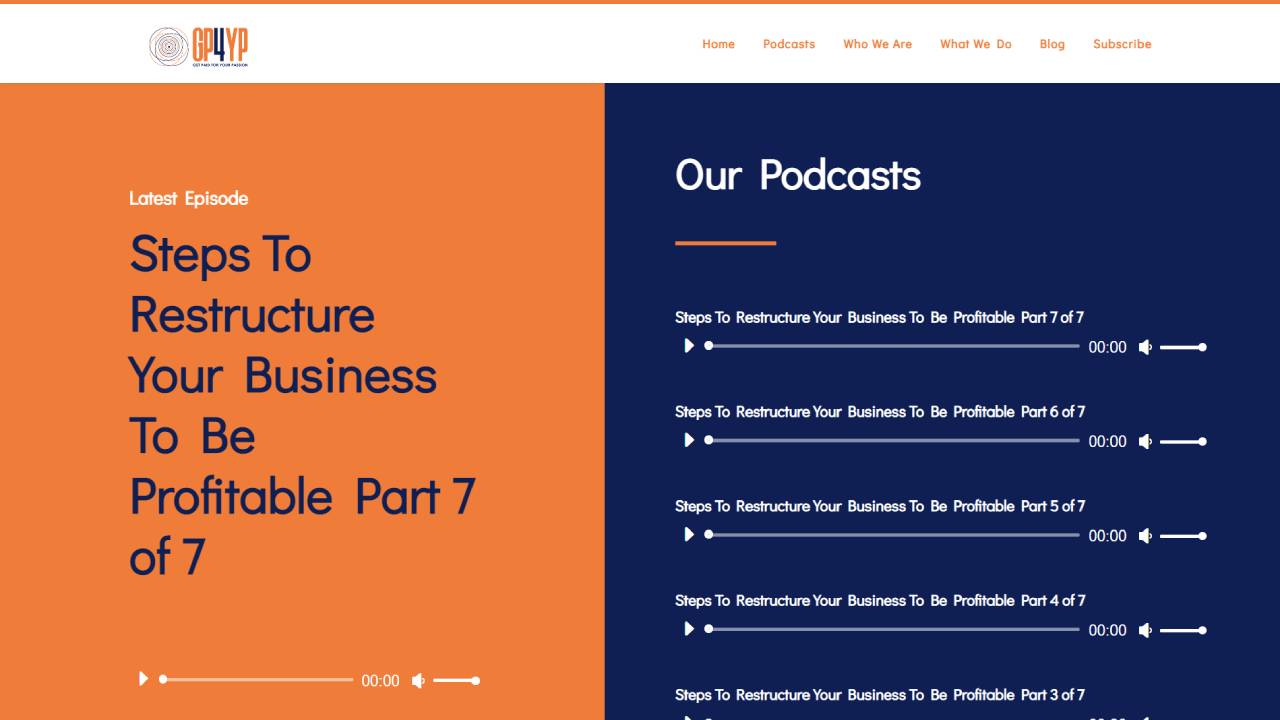 GP4YP
GET PAID FOR YOUR PASSION
Home Podcasts Who We Are What We Do Blog Subscribe
Latest Episode
Steps To
Restructure
Your Business
To Be
Profitable Part 7
of 7
00:00
Our Podcasts
Steps To Restructure Your Business To Be Profitable Part 7 of 7
00:00
Steps To Restructure Your Business To Be Profitable Part 6 of 7
00:00
Steps To Restructure Your Business To Be Profitable Part 5 of 7
00:00
Steps To Restructure Your Business To Be Profitable Part 4 of 7
00:00
Steps To Restructure Your Business To Be Profitable Part 3 of 7